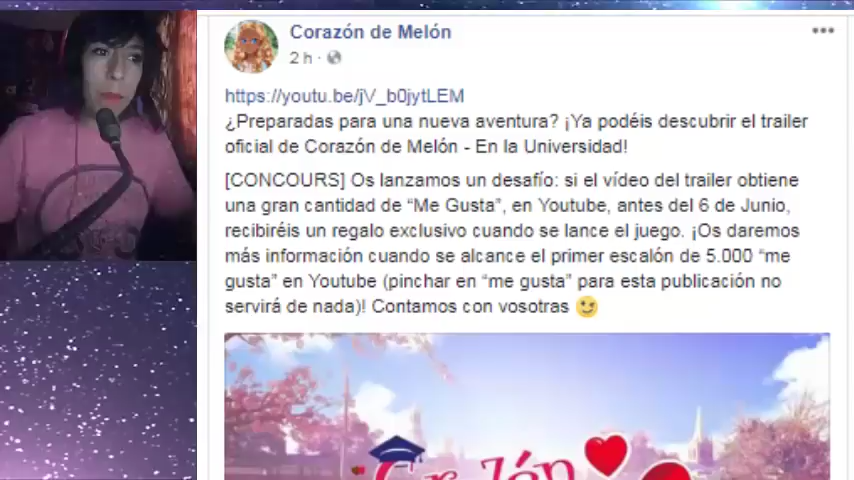 Corazón de Melón
2 h ·
https://youtu.be/jV_b0jytLEM
¿Preparadas para una nueva aventura? ¡Ya podéis descubrir el trailer
oficial de Corazón de Melón - En la Universidad!
[CONCOURS] Os lanzamos un desafío: si el vídeo del trailer obtiene
una gran cantidad de “Me Gusta”, en Youtube, antes del 6 de Junio,
recibiréis un regalo exclusivo cuando se lance el juego. ¡Os daremos
más información cuando se alcance el primer escalón de 5.000 “me
gusta” en Youtube (pinchar en “me gusta” para esta publicación no
servirá de nada)! Contamos con vosotras 😉